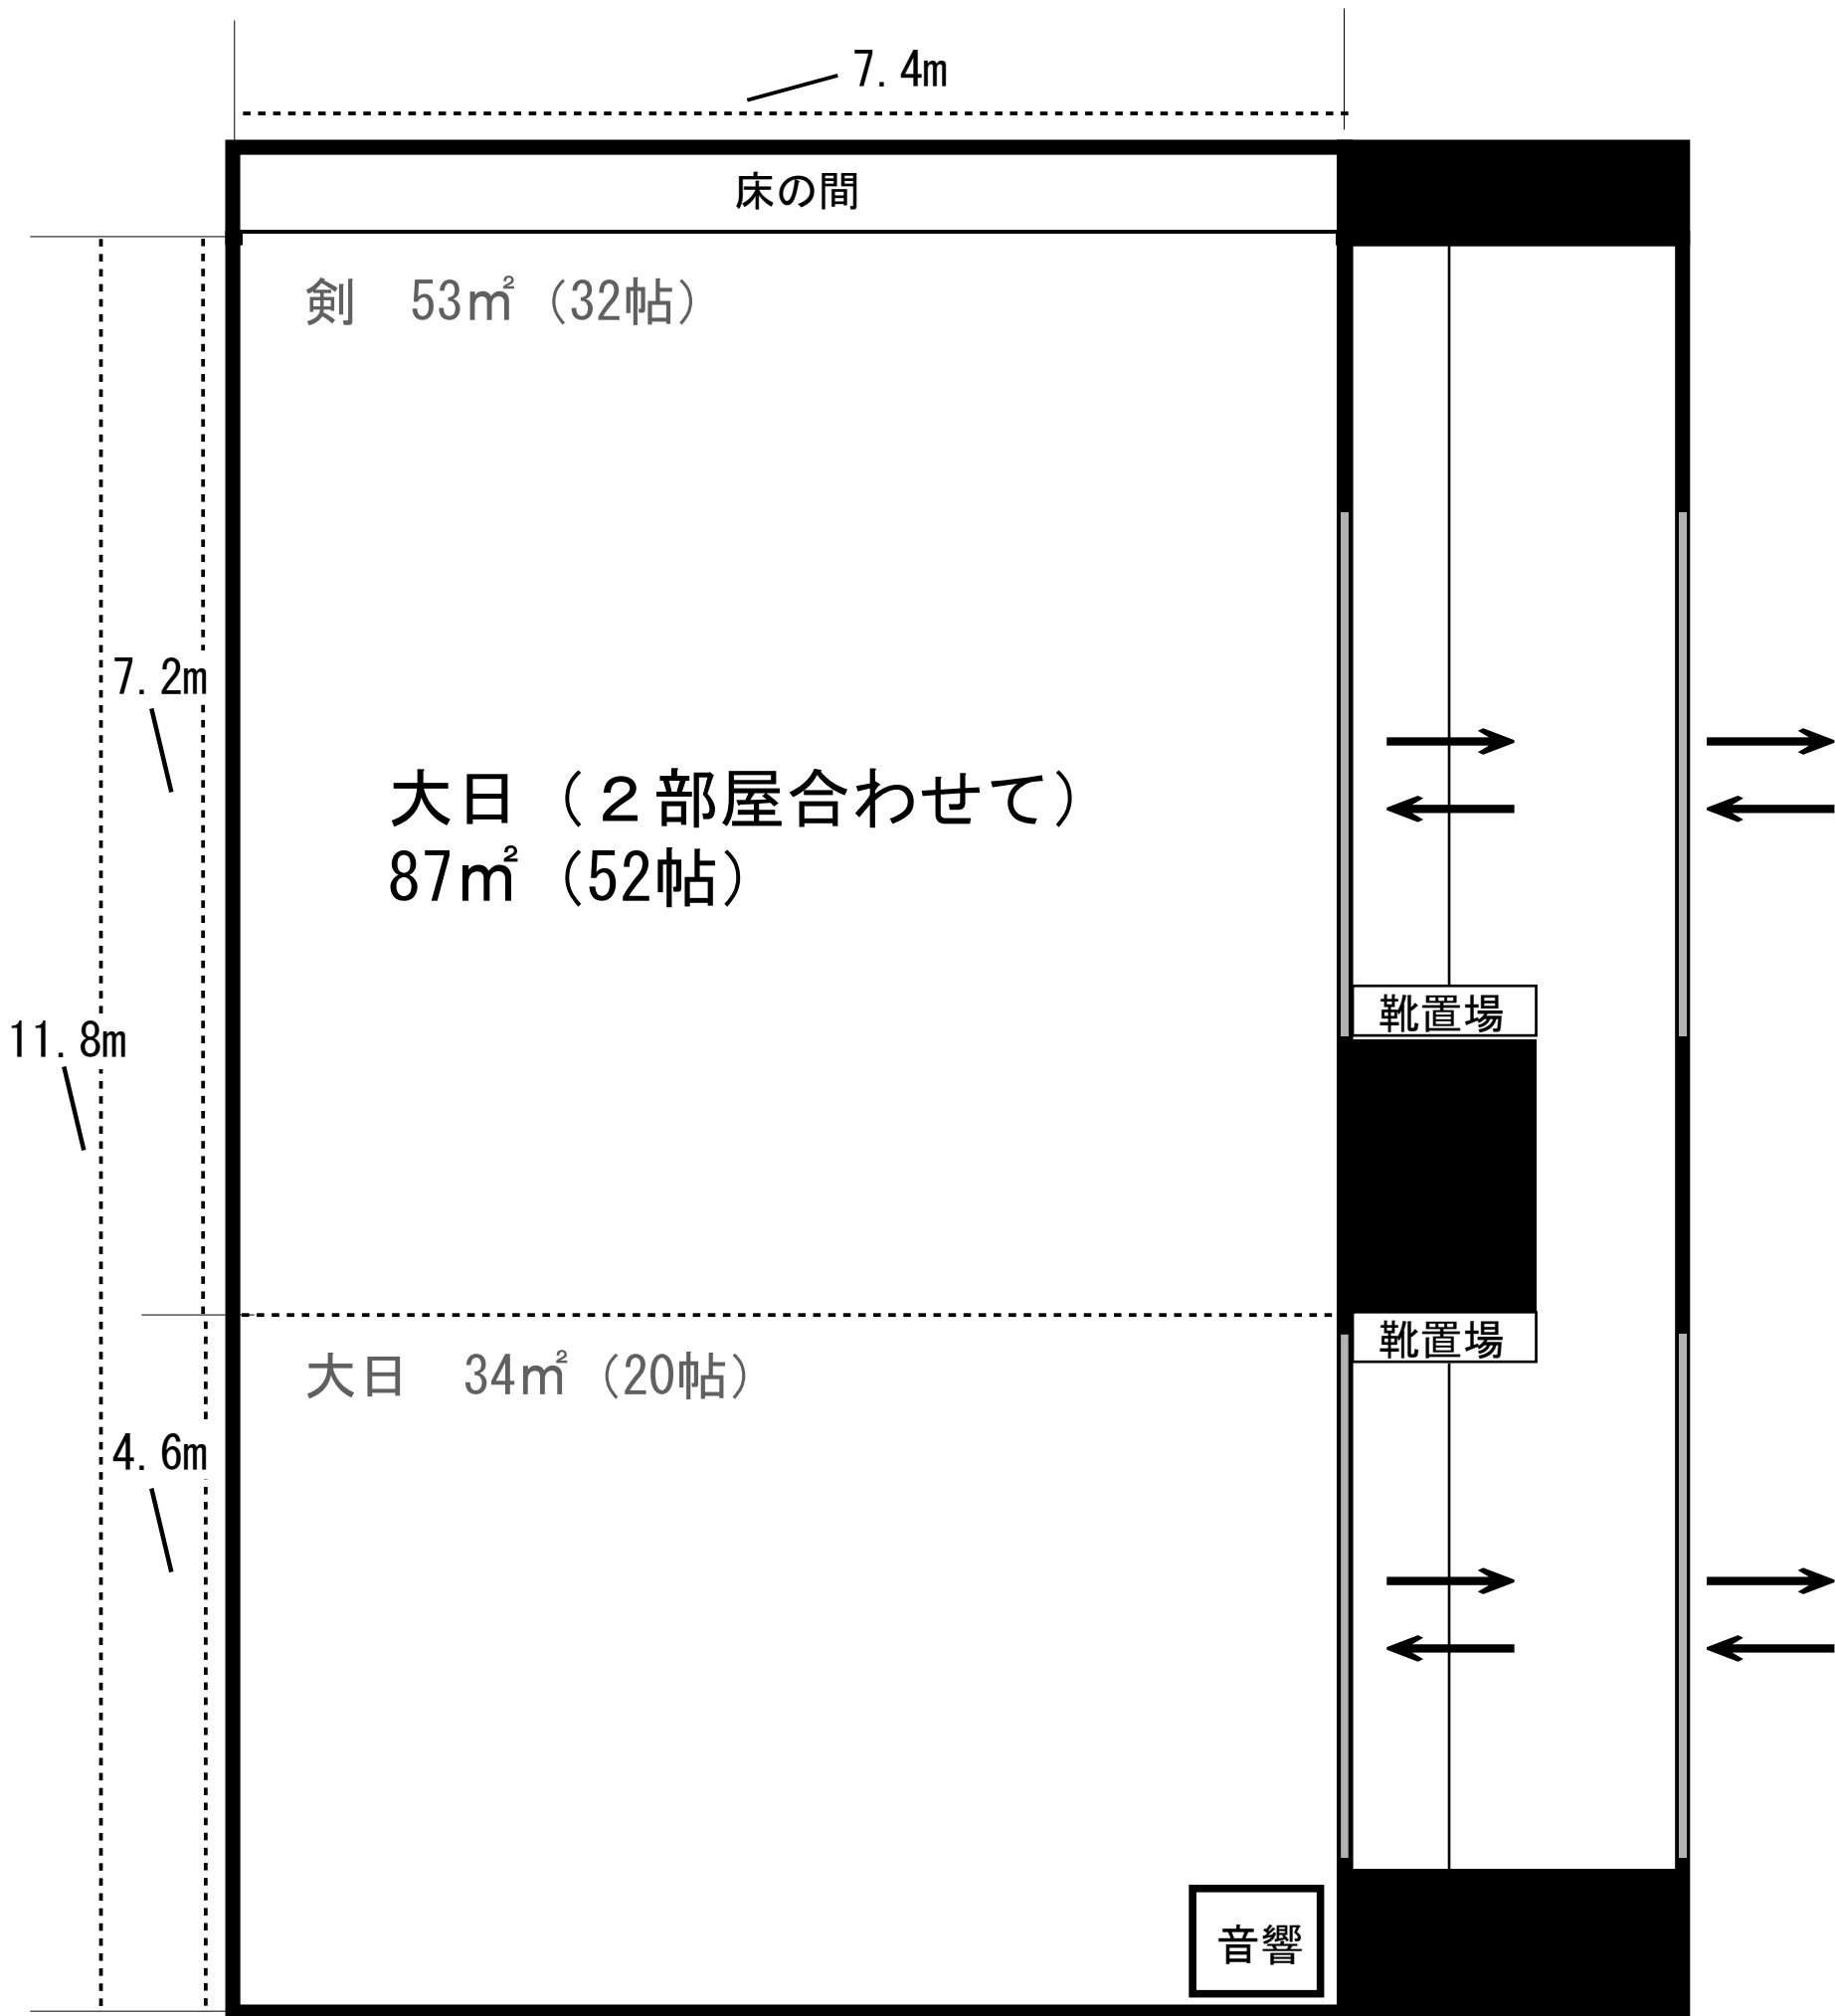 7.4m
床の間
剣　53㎡（32帖）
7.2m
大日（２部屋合わせて）
87㎡（52帖）
靴置場
11.8m
靴置場
大日　34㎡（20帖）
4.6m
音響